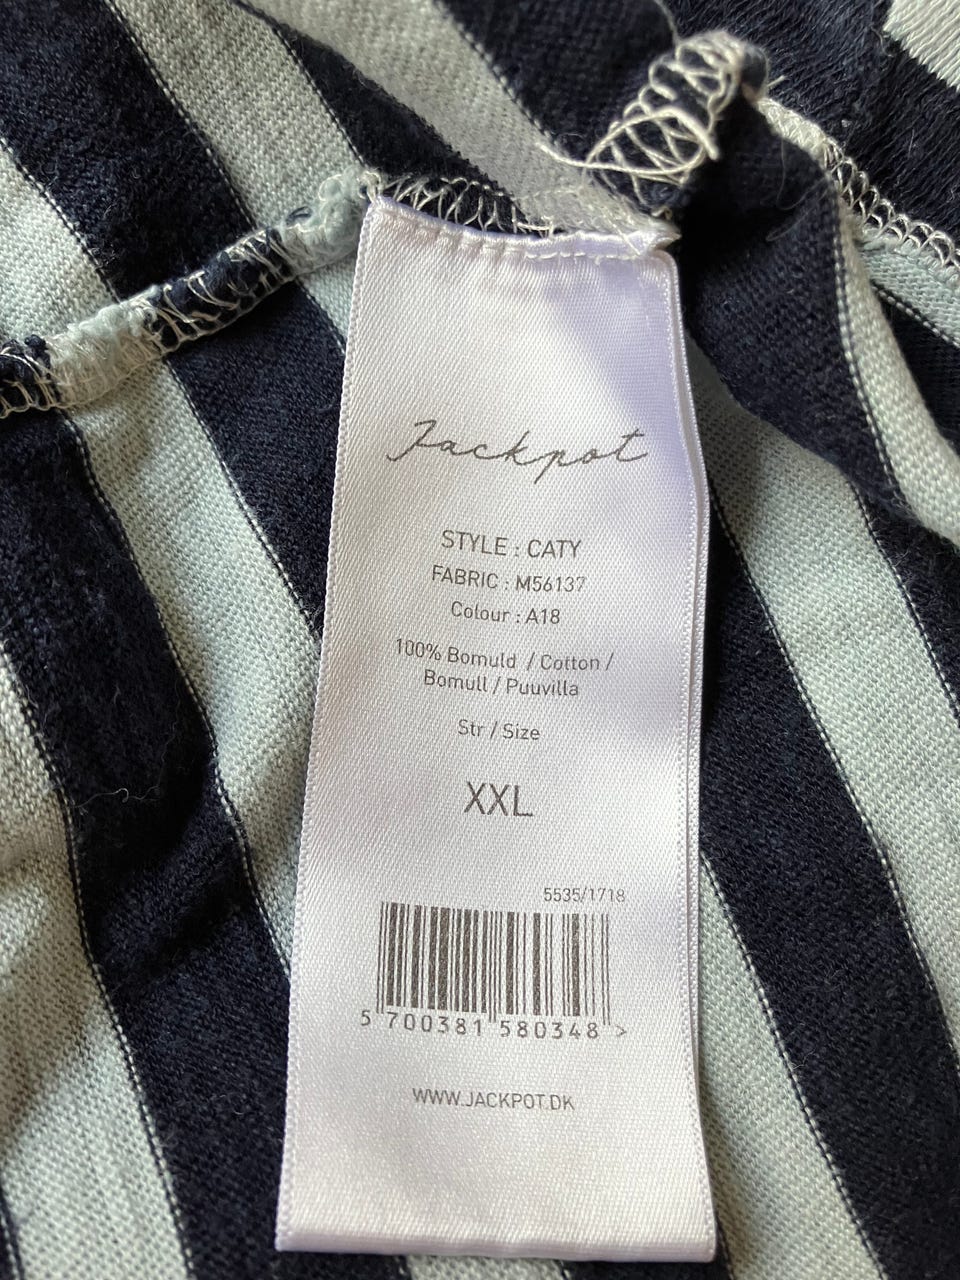 Jackpot
STYLE : CATY
FABRIC : M56137
Colour : A18
100% Bomuld / Cotton /
Bomull / Puuvilla
Str / Size
XXL
5535/1718
5 700381 580348 >
WWW.JACKPOT.DK